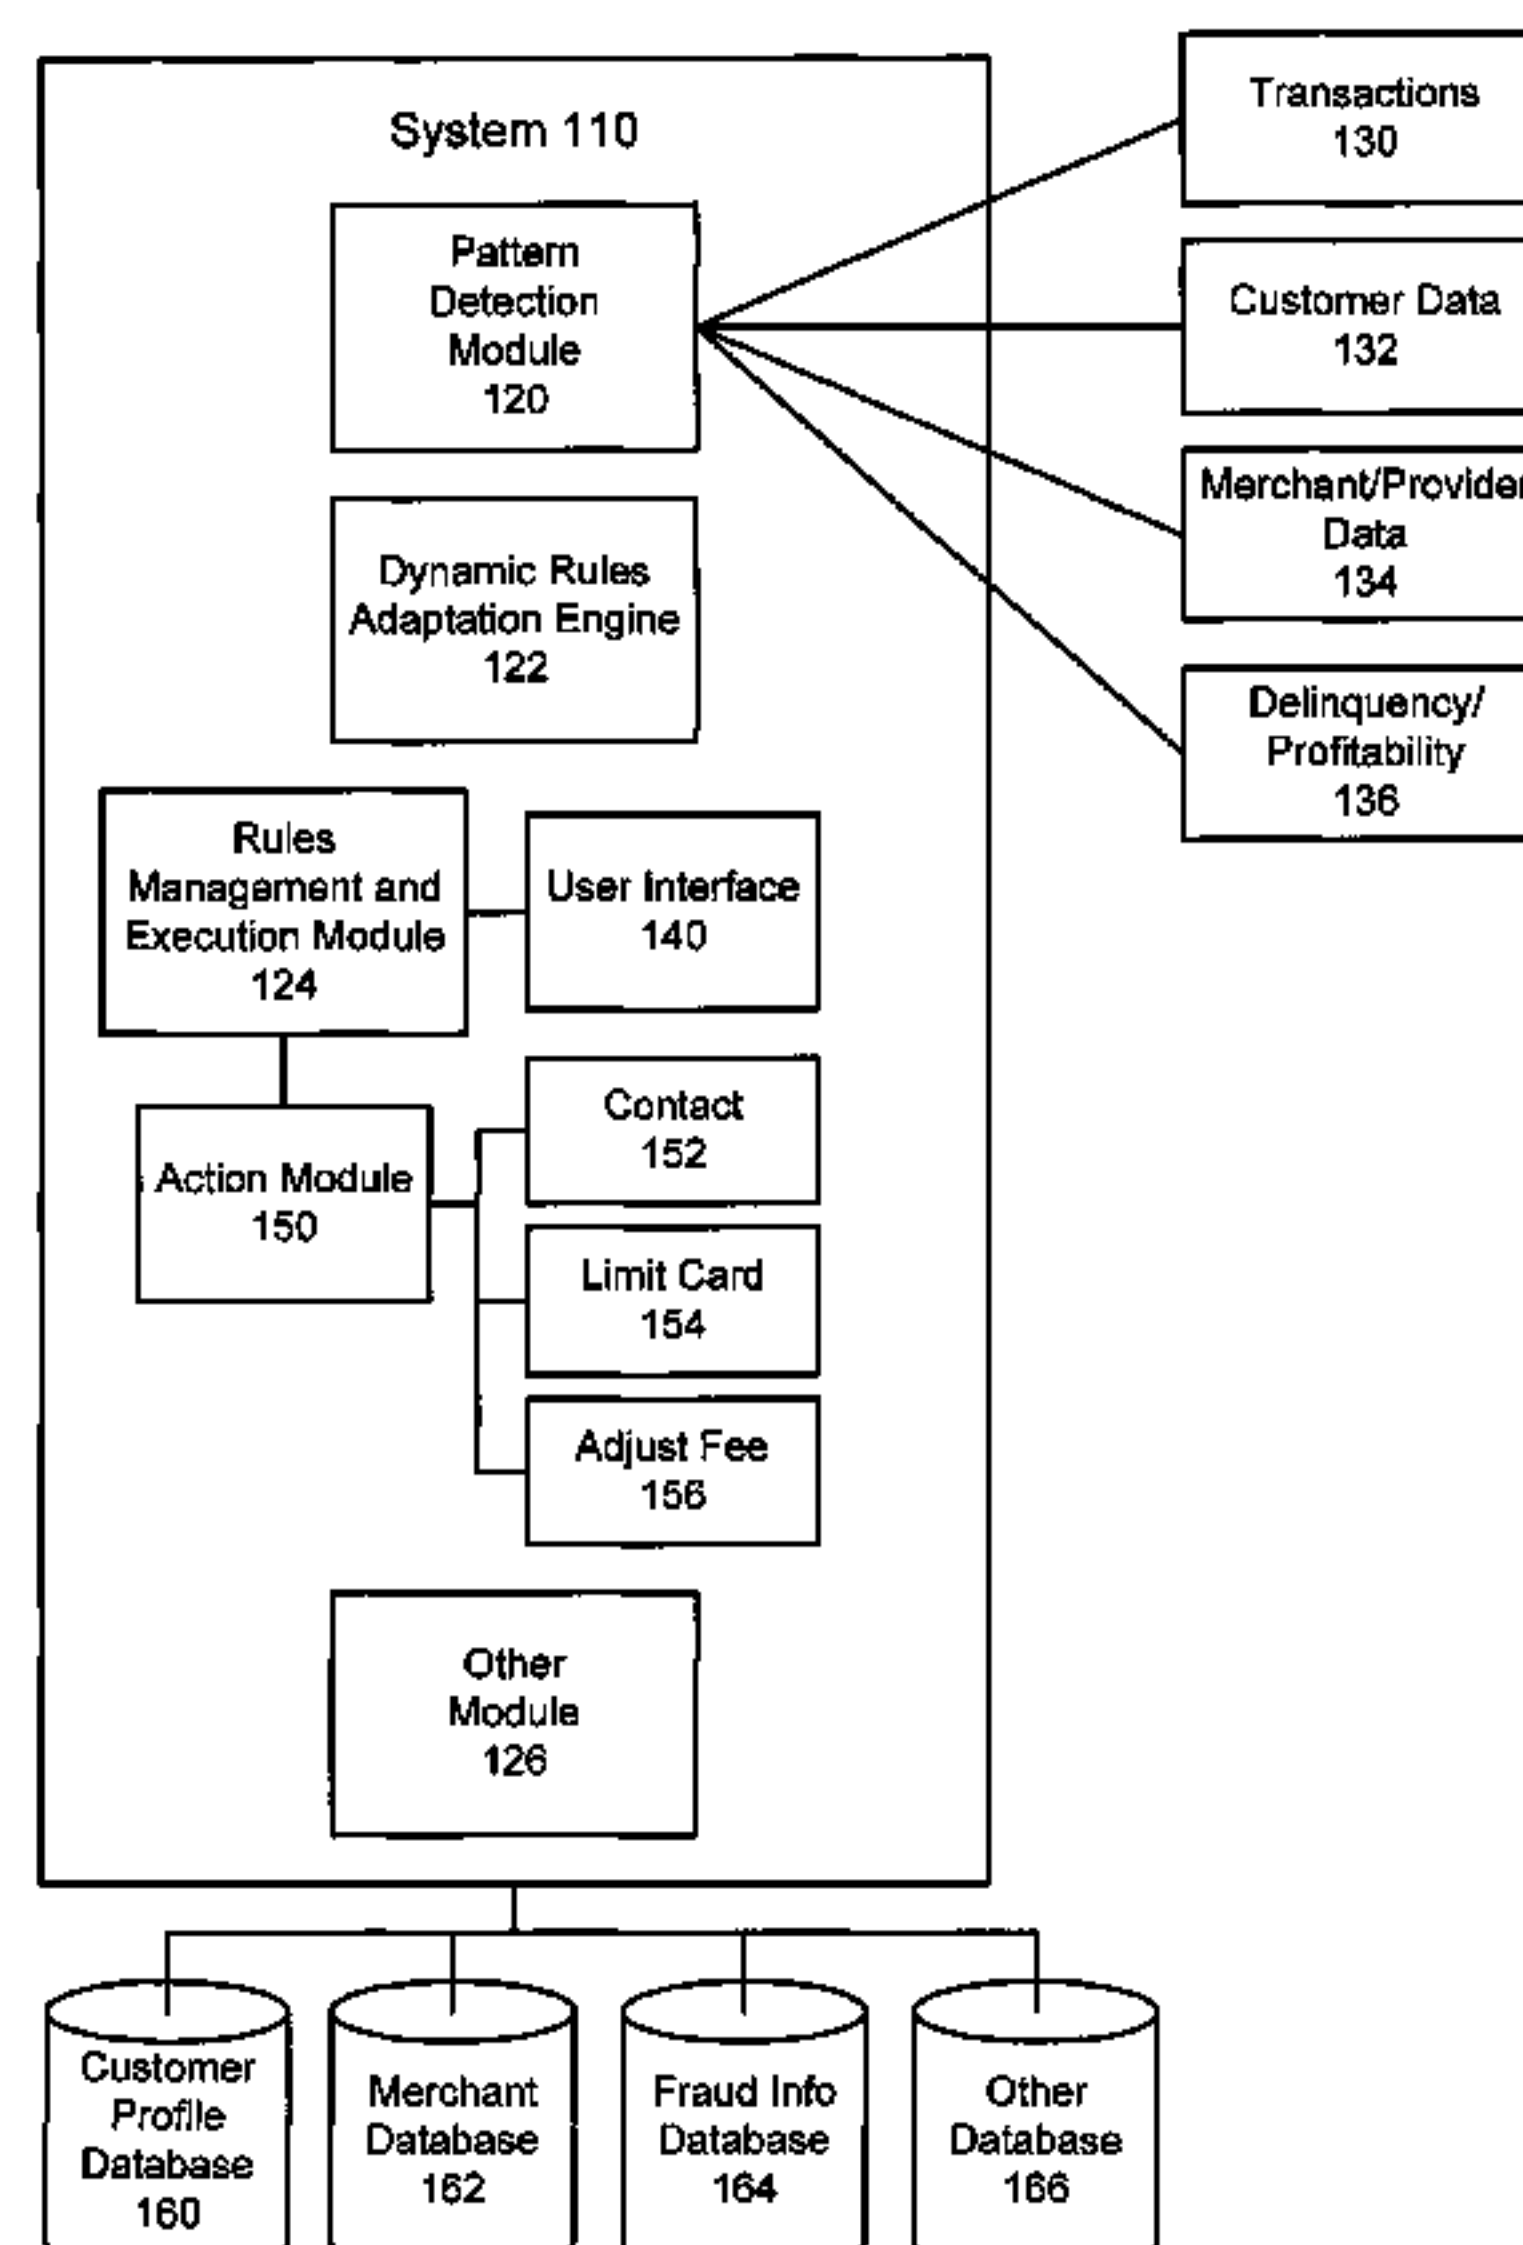 System 110
Pattern
Detection
Module
120
Dynamic Rules
Adaptation Engine
122
Rules
Management and
Execution Module
124
User Interface
140
Action Module
150
Contact
152
Limit Card
154
Adjust Fee
156
Other
Module
126
Transactions
130
Customer Data
132
Merchant/Provider
Data
134
Delinquency/
Profitability
136
Customer
Profile
Database
160
Merchant
Database
162
Fraud Info
Database
164
Other
Database
166